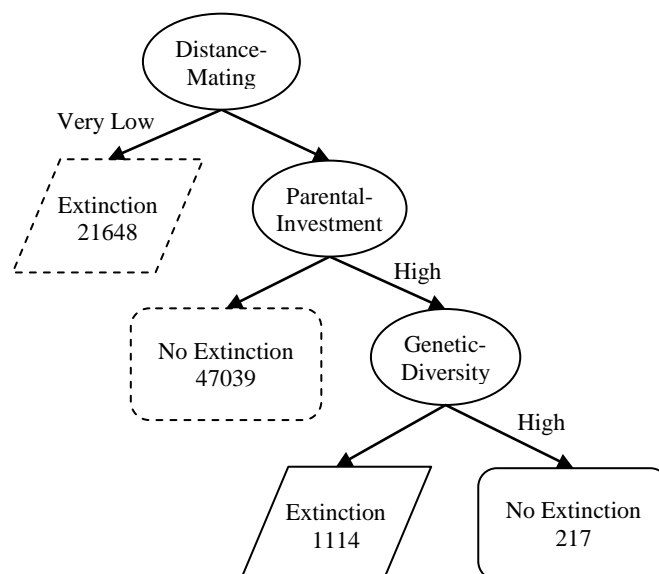 Distance-
Mating
Very Low
Extinction
21648
Parental-
Investment
High
No Extinction
47039
Genetic-
Diversity
High
Extinction
1114
No Extinction
217